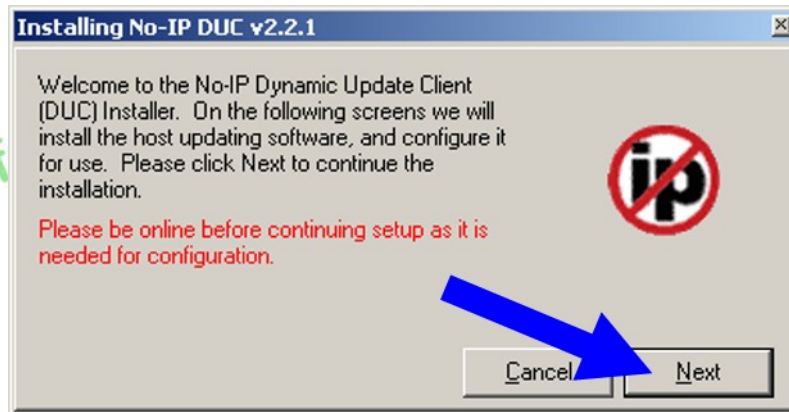 Installing No-IP DUC v2.2.1
Welcome to the No-IP Dynamic Update Client
(DUC) Installer. On the following screens we will
install the host updating software, and configure it
for use. Please click Next to continue the
installation.
Please be online before continuing setup as it is
needed for configuration.
ip
Cancel
Next